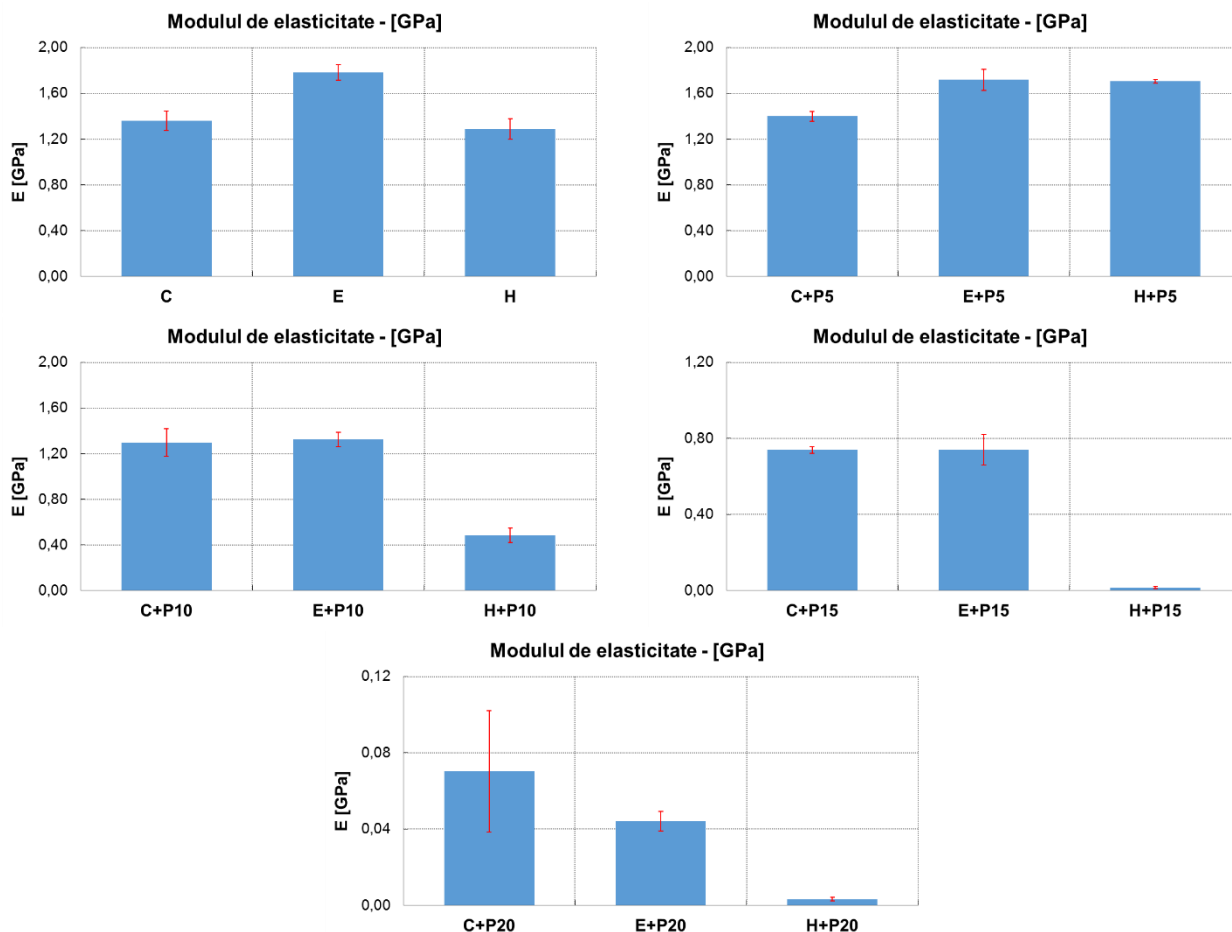 Modulul de elasticitate - [GPa]
2,00
1,60
1,20
0,80
0,40
0,00
E [GPa]
C E H
Modulul de elasticitate - [GPa]
2,00
1,60
1,20
0,80
0,40
0,00
E [GPa]
C+P5 E+P5 H+P5
Modulul de elasticitate - [GPa]
2,00
1,60
1,20
0,80
0,40
0,00
E [GPa]
C+P10 E+P10 H+P10
Modulul de elasticitate - [GPa]
1,20
0,80
0,40
0,00
E [GPa]
C+P15 E+P15 H+P15
Modulul de elasticitate - [GPa]
0,12
0,08
0,04
0,00
E [GPa]
C+P20 E+P20 H+P20